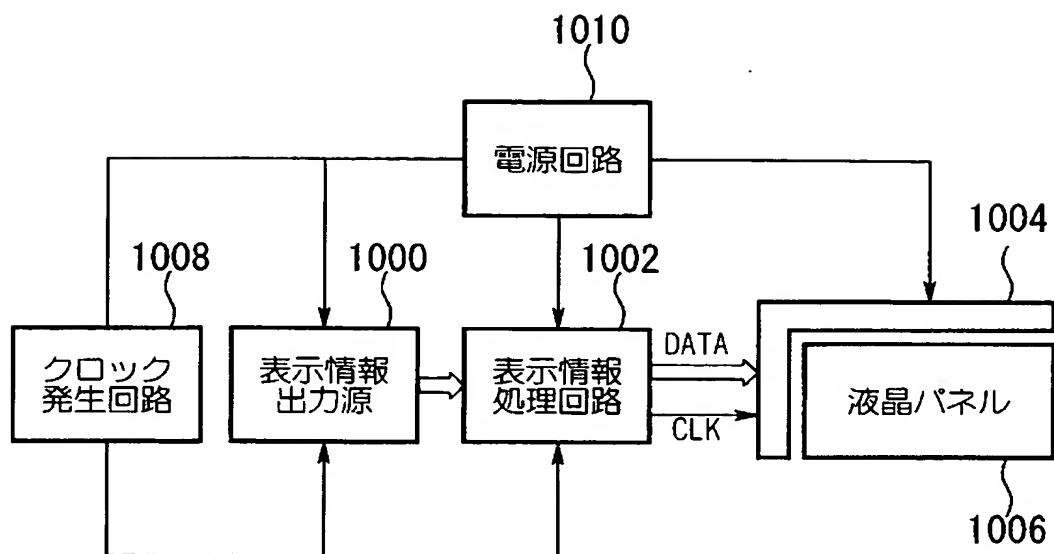 1010
電源回路
1004
1008
1000
1002
クロック
発生回路
表示情報
出力源
表示情報
処理回路
DATA
CLK
液晶パネル
1006